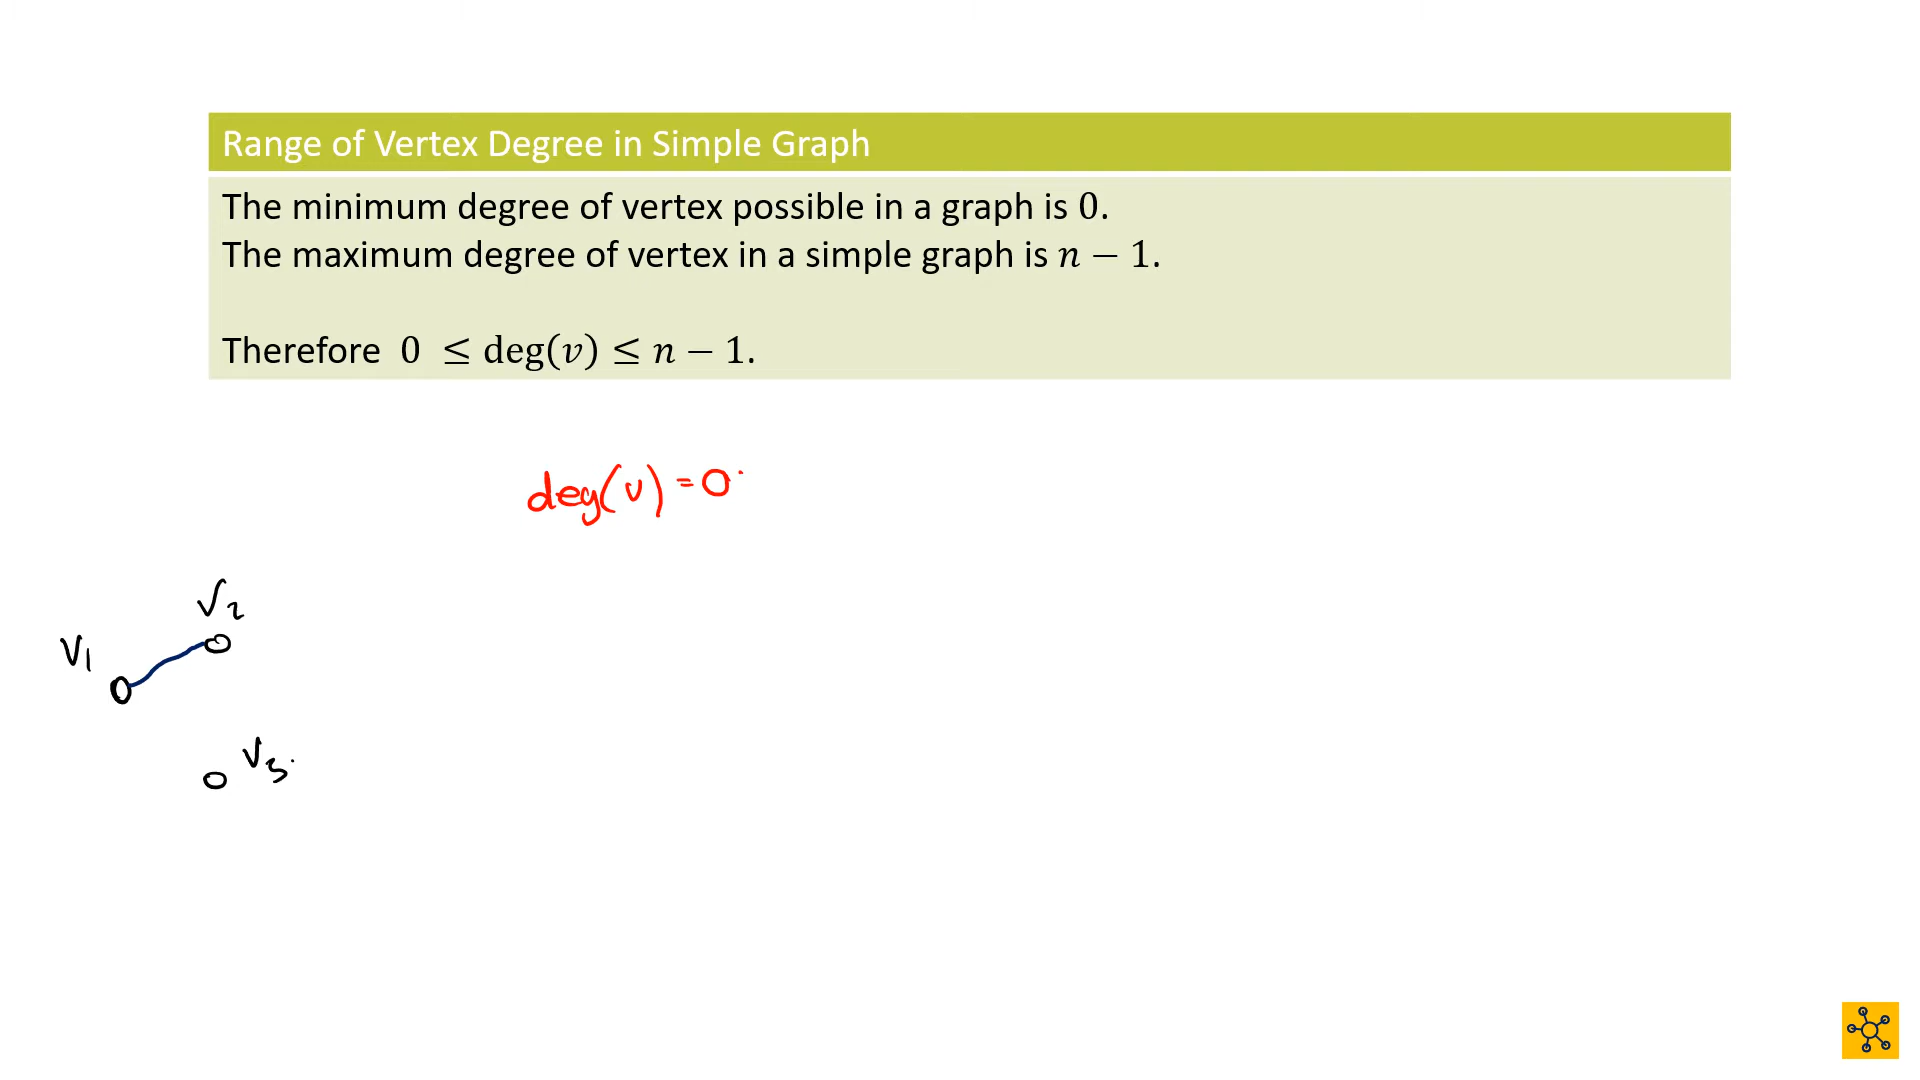 Range of Vertex Degree in Simple Graph
The minimum degree of vertex possible in a graph is 0.
The maximum degree of vertex in a simple graph is n − 1.
Therefore 0 ≤ deg(v) ≤ n − 1.
deg(v) = 0
V₂
V₁
V₃